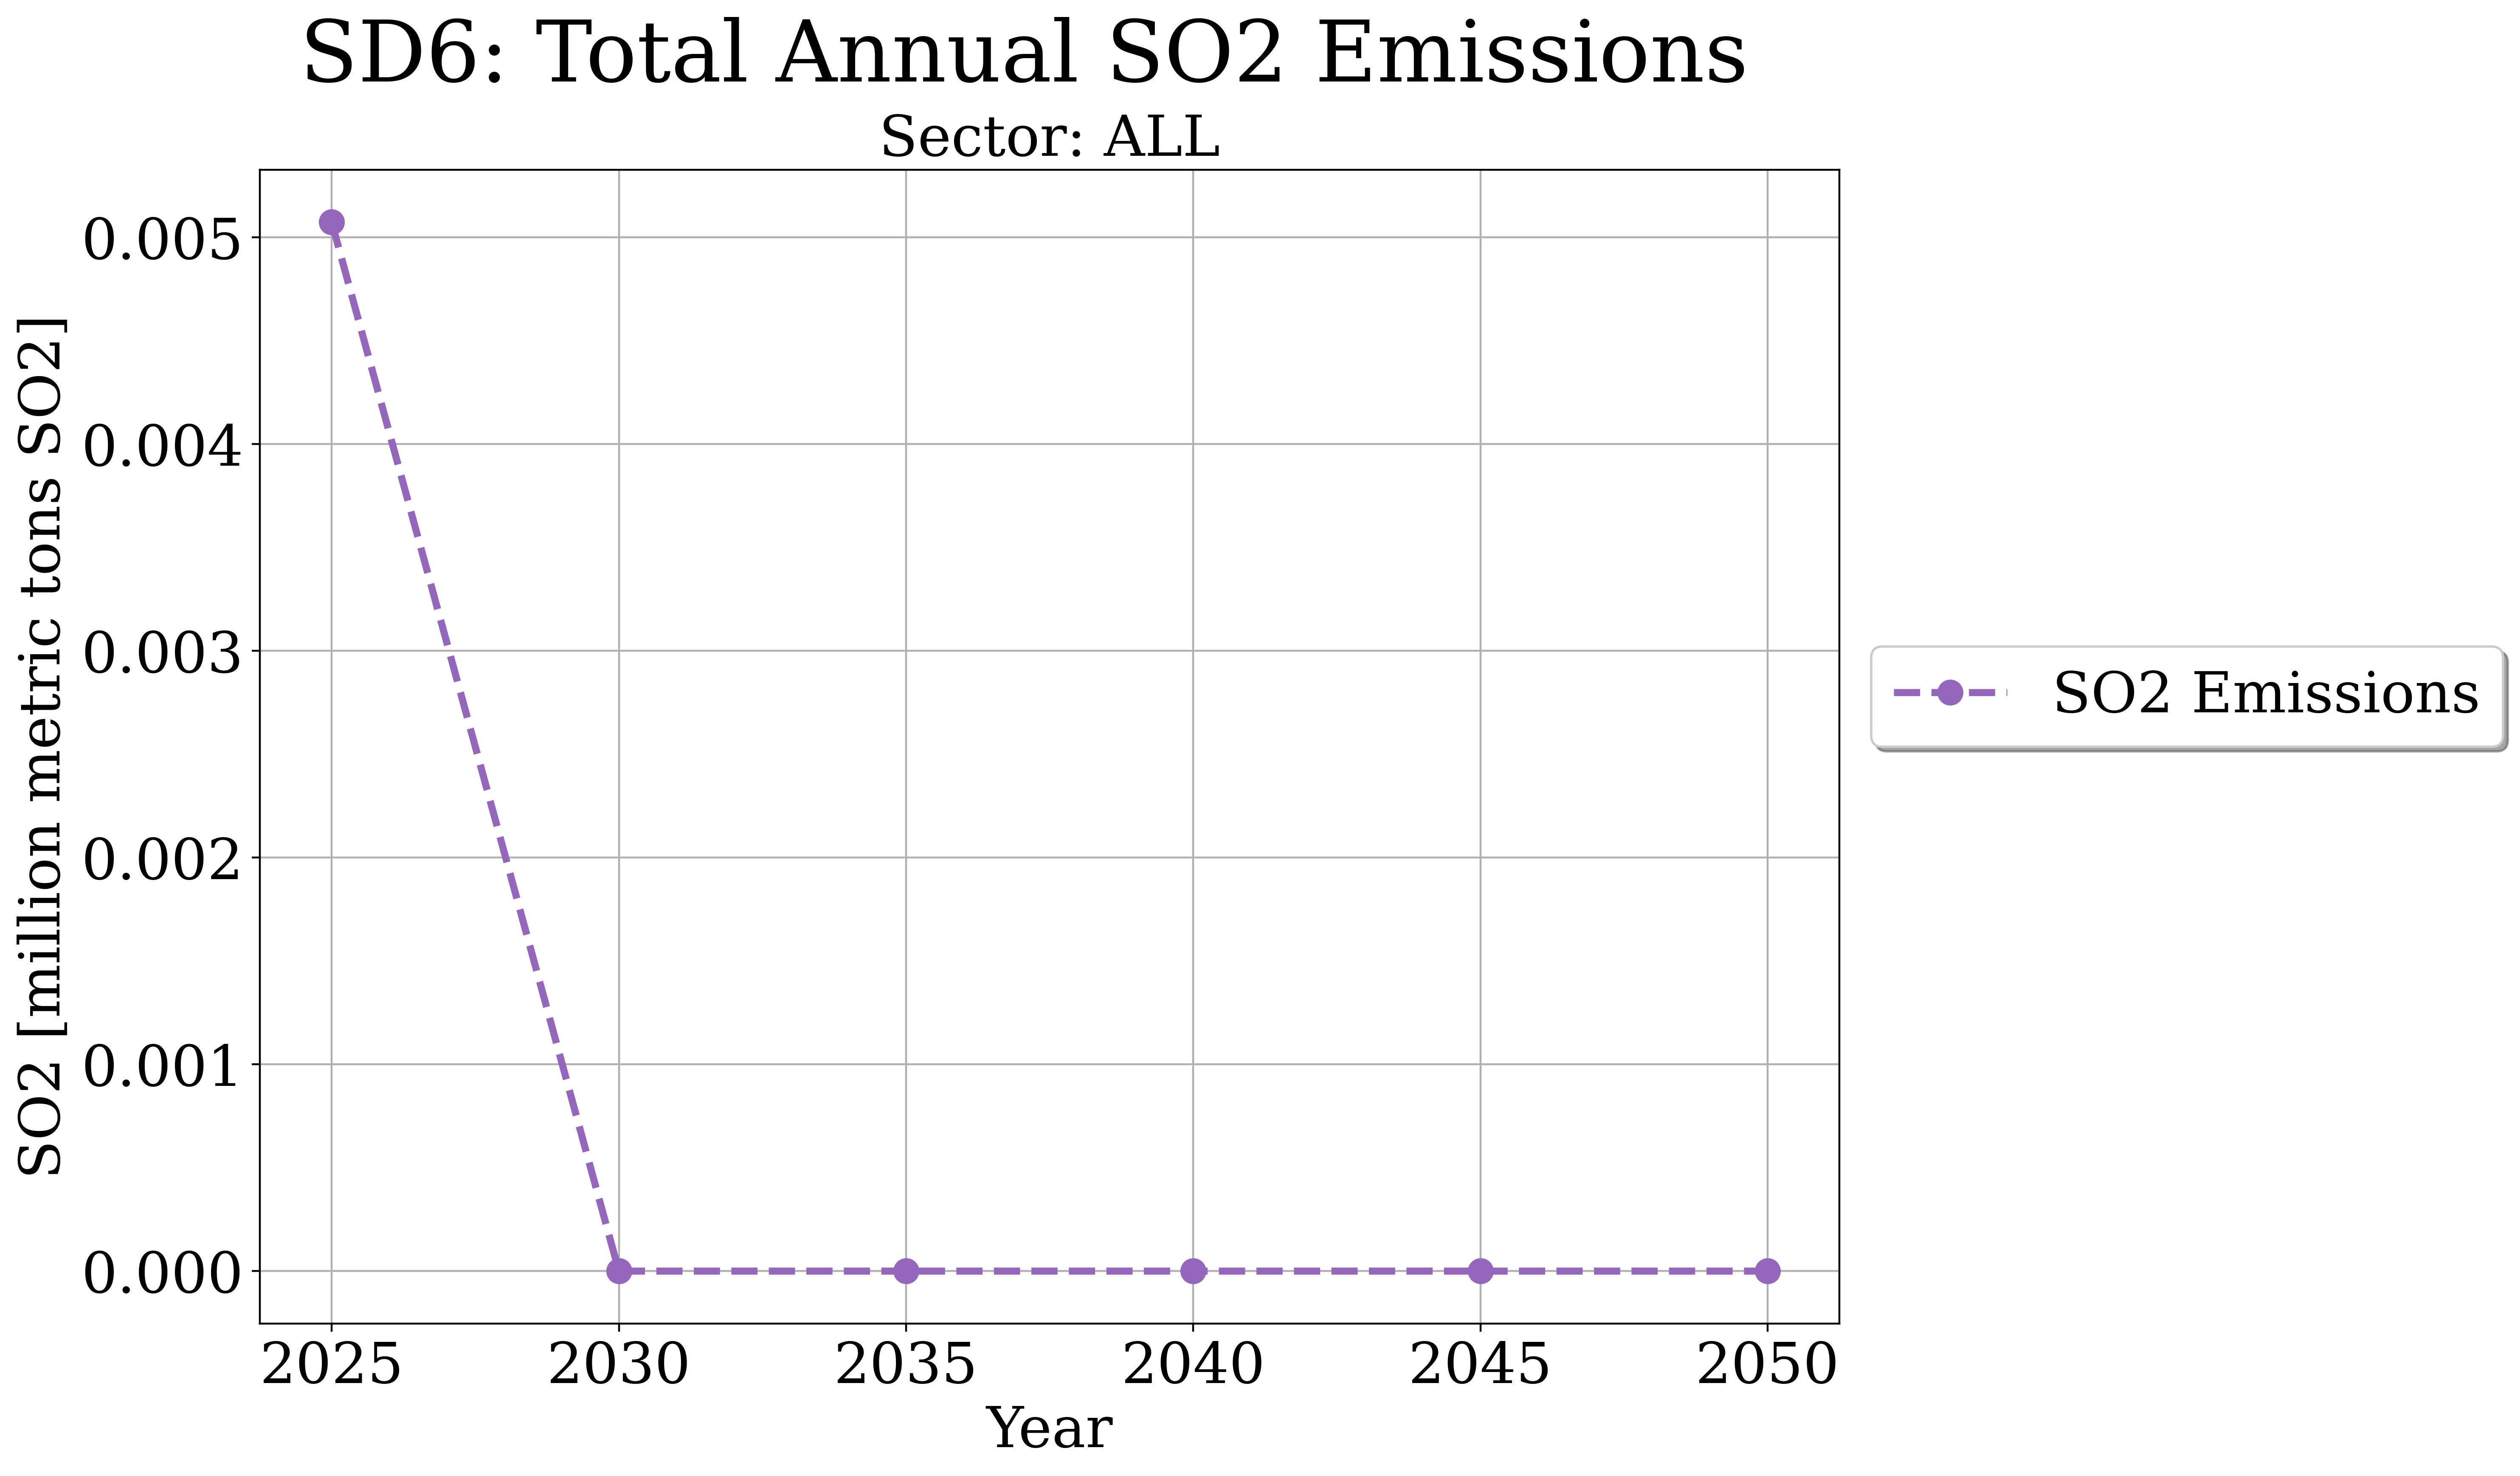 SD6: Total Annual SO2 Emissions
Sector: ALL
SO2 [million metric tons SO2]
0.005
0.004
0.003
0.002
0.001
0.000
2025 2030 2035 2040 2045 2050
Year
SO2 Emissions